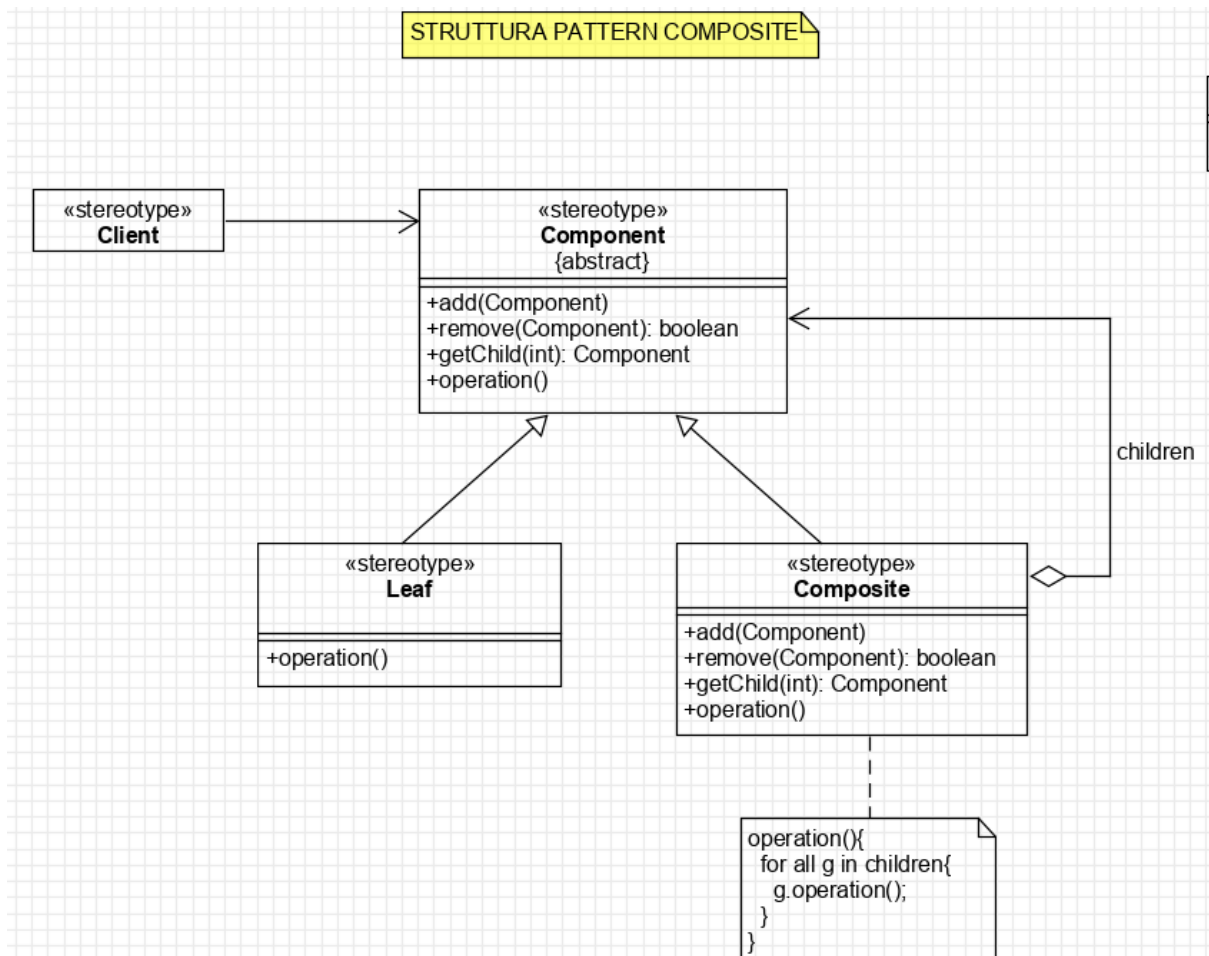 STRUTTURA PATTERN COMPOSITE
«stereotype»
Client
«stereotype»
Component
{abstract}
+add(Component)
+remove(Component): boolean
+getChild(int): Component
+operation()
children
«stereotype»
Leaf
+operation()
«stereotype»
Composite
+add(Component)
+remove(Component): boolean
+getChild(int): Component
+operation()
operation(){
for all g in children{
g.operation();
}
}